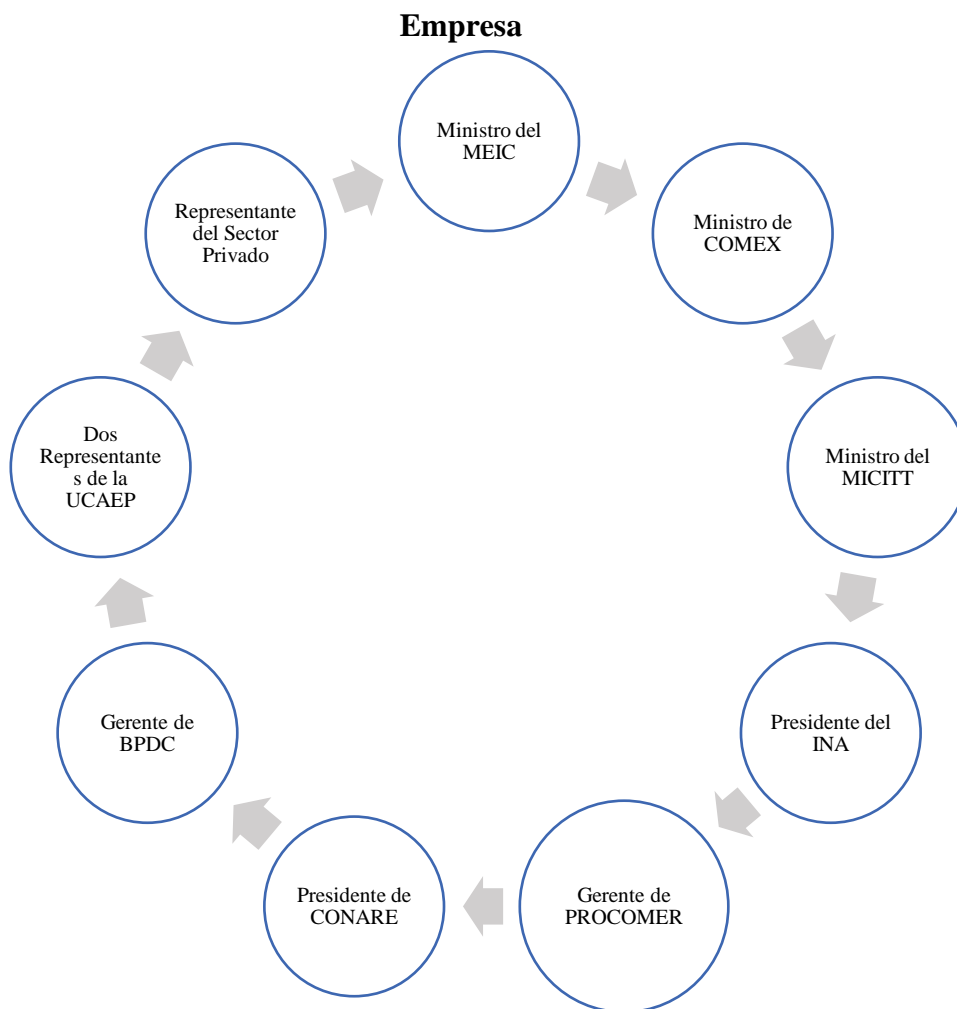 Empresa
Ministro del
MEIC
Ministro de
COMEX
Ministro del
MICITT
Presidente del
INA
Gerente de
PROCOMER
Presidente de
CONARE
Gerente de
BPDC
Dos
Representante
s de la
UCAEP
Representante
del Sector
Privado